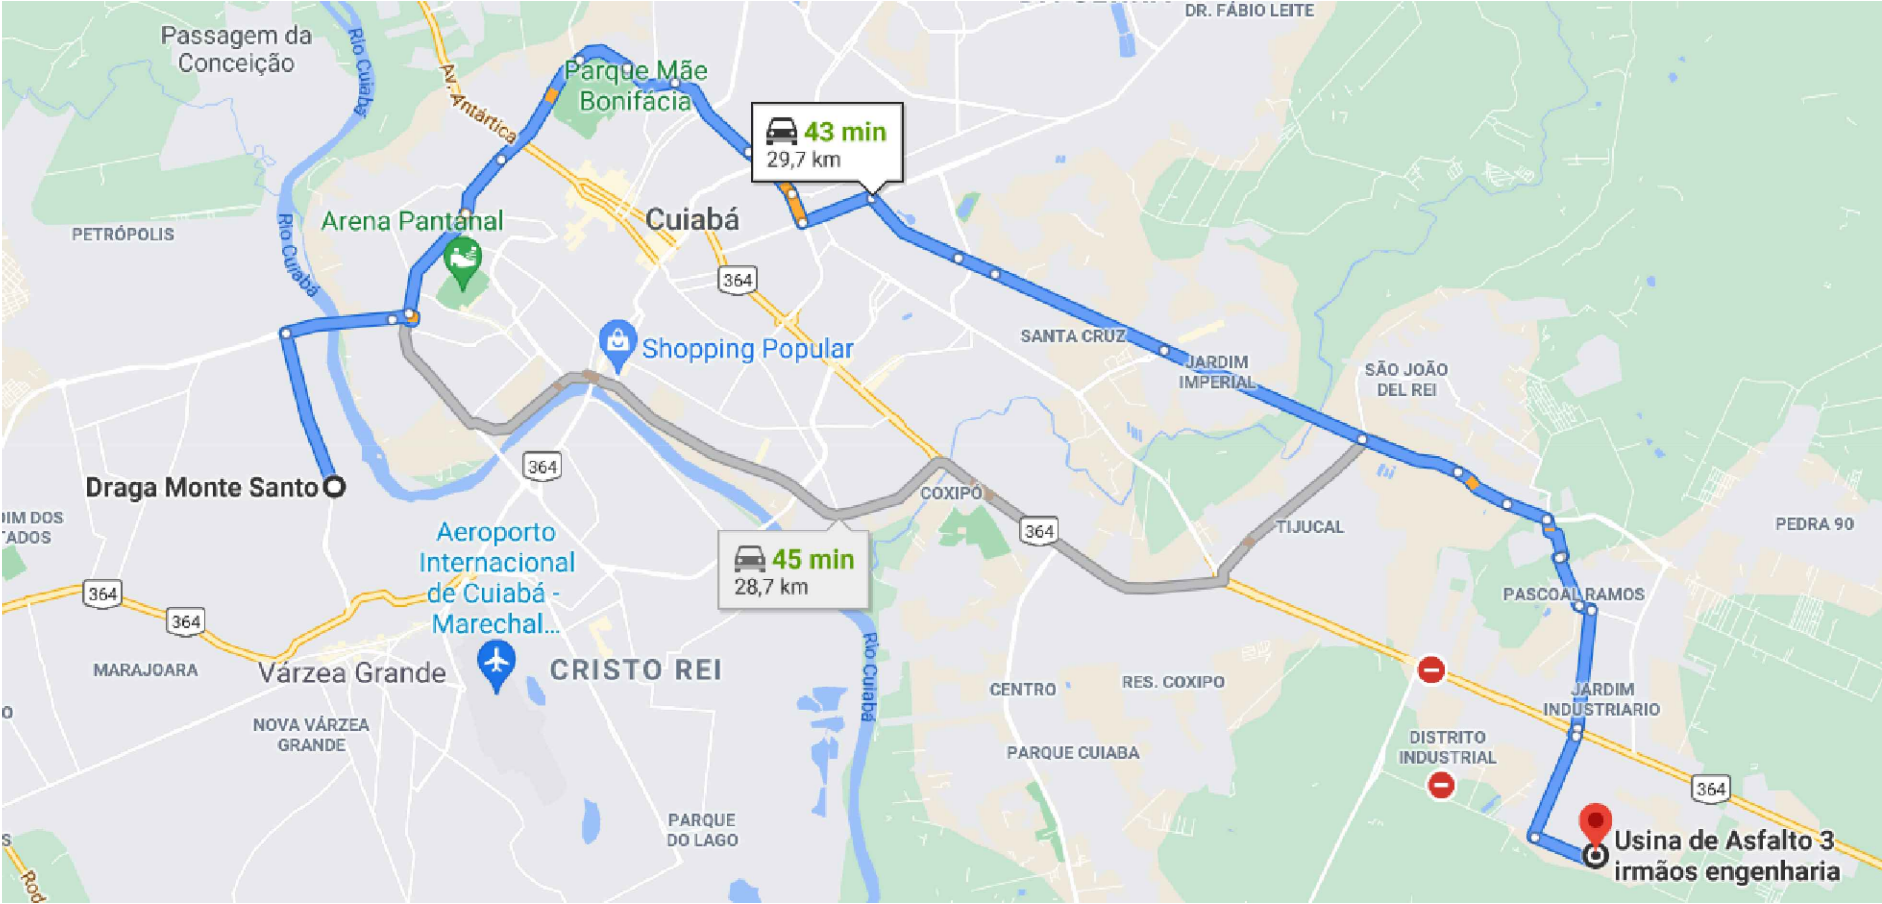 DR. FÁBIO LEITE
Passagem da
Conceição
Rio Cuiabá
Av. Antártica
Parque Mãe
Bonifácia
43 min
29,7 km
PETRÓPOLIS
Rio Cuiabá
Arena Pantanal
Cuiabá
364
Shopping Popular
SANTA CRUZ
JARDIM
IMPERIAL
SÃO JOÃO
DEL REI
Draga Monte Santo
364
COXIPÓ
364
TIJUCAL
PEDRA 90
Aeroporto
Internacional
de Cuiabá -
Marechal...
45 min
28,7 km
364
364
PASCOAL RAMOS
MARAJOARA
Várzea Grande
CRISTO REI
Rio Cuiabá
CENTRO
RES. COXIPO
JARDIM
INDUSTRIARIO
NOVA VÁRZEA
GRANDE
PARQUE CUIABA
DISTRITO
INDUSTRIAL
364
PARQUE
DO LAGO
Usina de Asfalto 3
irmãos engenharia
Rod